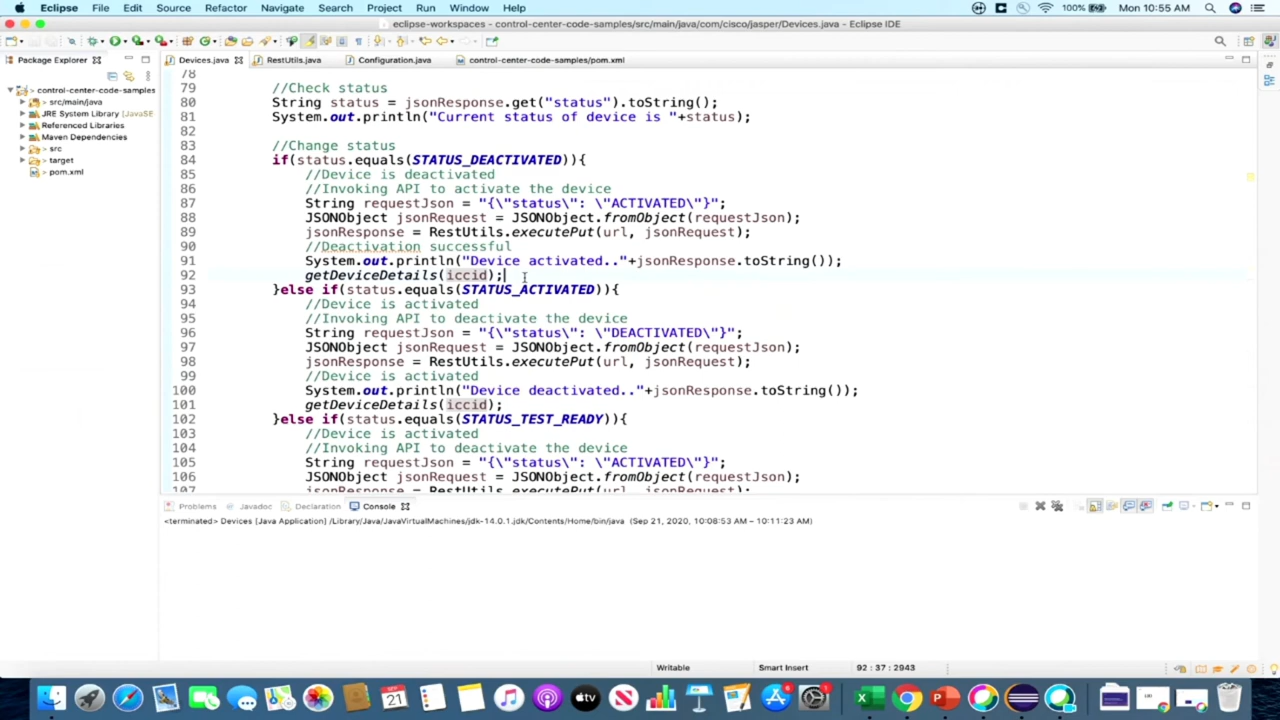 Eclipse File Edit Source Refactor Navigate Search Project Run Window Help 100% Mon 10:55 AM
eclipse-workspaces - control-center-code-samples/src/main/java/com/cisco/jasper/Devices.java - Eclipse IDE
Package Explorer Devices.java RestUtils.java Configuration.java control-center-code-samples/pom.xml
control-center-code-samples
src/main/java
JRE System Library [JavaSE
Referenced Libraries
Maven Dependencies
src
target
pom.xml
78
79 //Check status
80 String status = jsonResponse.get("status").toString();
81 System.out.println("Current status of device is "+status);
82
83 //Change status
84 if(status.equals(STATUS_DEACTIVATED)){
85 //Device is deactivated
86 //Invoking API to activate the device
87 String requestJson = "{\"status\": \"ACTIVATED\"}";
88 JSONObject jsonRequest = JSONObject.fromObject(requestJson);
89 jsonResponse = RestUtils.executePut(url, jsonRequest);
90 //Deactivation successful
91 System.out.println("Device activated.."+jsonResponse.toString());
92 getDeviceDetails(iccid);
93 }else if(status.equals(STATUS_ACTIVATED)){
94 //Device is activated
95 //Invoking API to deactivate the device
96 String requestJson = "{\"status\": \"DEACTIVATED\"}";
97 JSONObject jsonRequest = JSONObject.fromObject(requestJson);
98 jsonResponse = RestUtils.executePut(url, jsonRequest);
99 //Device is activated
100 System.out.println("Device deactivated.."+jsonResponse.toString());
101 getDeviceDetails(iccid);
102 }else if(status.equals(STATUS_TEST_READY)){
103 //Device is activated
104 //Invoking API to deactivate the device
105 String requestJson = "{\"status\": \"ACTIVATED\"}";
106 JSONObject jsonRequest = JSONObject.fromObject(requestJson);
107 jsonResponse = RestUtils.executePut(url, jsonRequest);
Problems Javadoc Declaration Console
<terminated> Devices [Java Application] /Library/Java/JavaVirtualMachines/jdk-14.0.1.jdk/Contents/Home/bin/java (Sep 21, 2020, 10:08:53 AM – 10:11:23 AM)
Writable Smart Insert 92 : 37 : 2943
SEP
21
tv